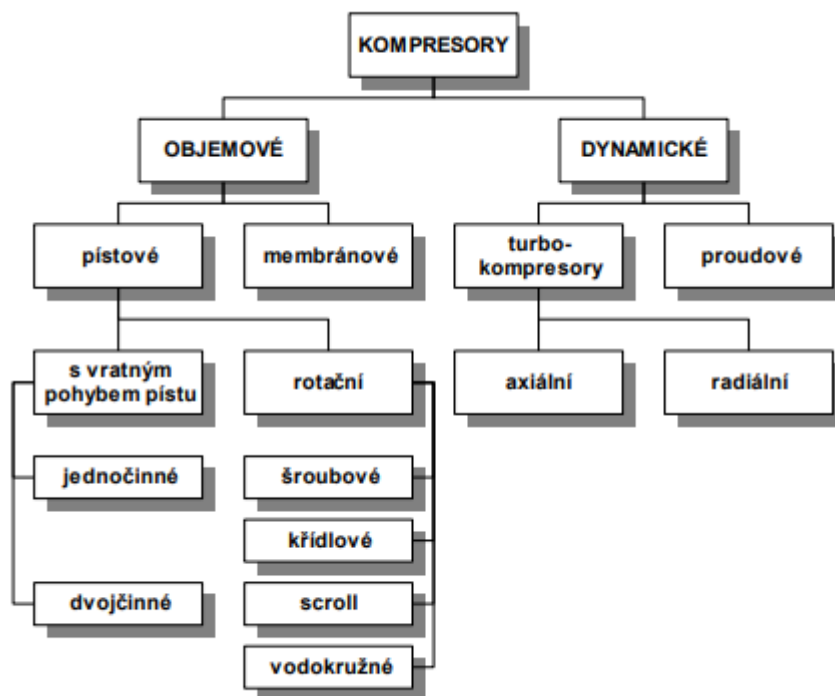 KOMPRESORY
OBJEMOVÉ
DYNAMICKÉ
pístové
membránové
turbo-
kompresory
proudové
s vratným
pohybem pístu
rotační
axiální
radiální
jednočinné
šroubové
křídlové
dvojčinné
scroll
vodokružné